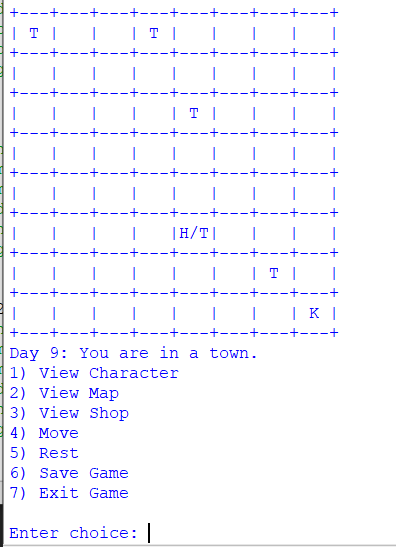 +---+---+---+---+---+---+---+---+
| T |   |   | T |   |   |   |   |
+---+---+---+---+---+---+---+---+
|   |   |   |   |   |   |   |   |
+---+---+---+---+---+---+---+---+
|   |   |   |   | T |   |   |   |
+---+---+---+---+---+---+---+---+
|   |   |   |   |   |   |   |   |
+---+---+---+---+---+---+---+---+
|   |   |   |   |   |   |   |   |
+---+---+---+---+---+---+---+---+
|   |   |   |   |H/T|   |   |   |
+---+---+---+---+---+---+---+---+
|   |   |   |   |   |   | T |   |
+---+---+---+---+---+---+---+---+
|   |   |   |   |   |   |   | K |
+---+---+---+---+---+---+---+---+
Day 9: You are in a town.
1) View Character
2) View Map
3) View Shop
4) Move
5) Rest
6) Save Game
7) Exit Game
Enter choice: